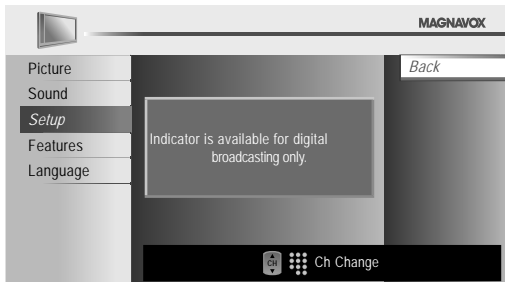 MAGNAVOX
Picture
Sound
Setup
Features
Language
Back
Indicator is available for digital
broadcasting only.
CH
Ch Change